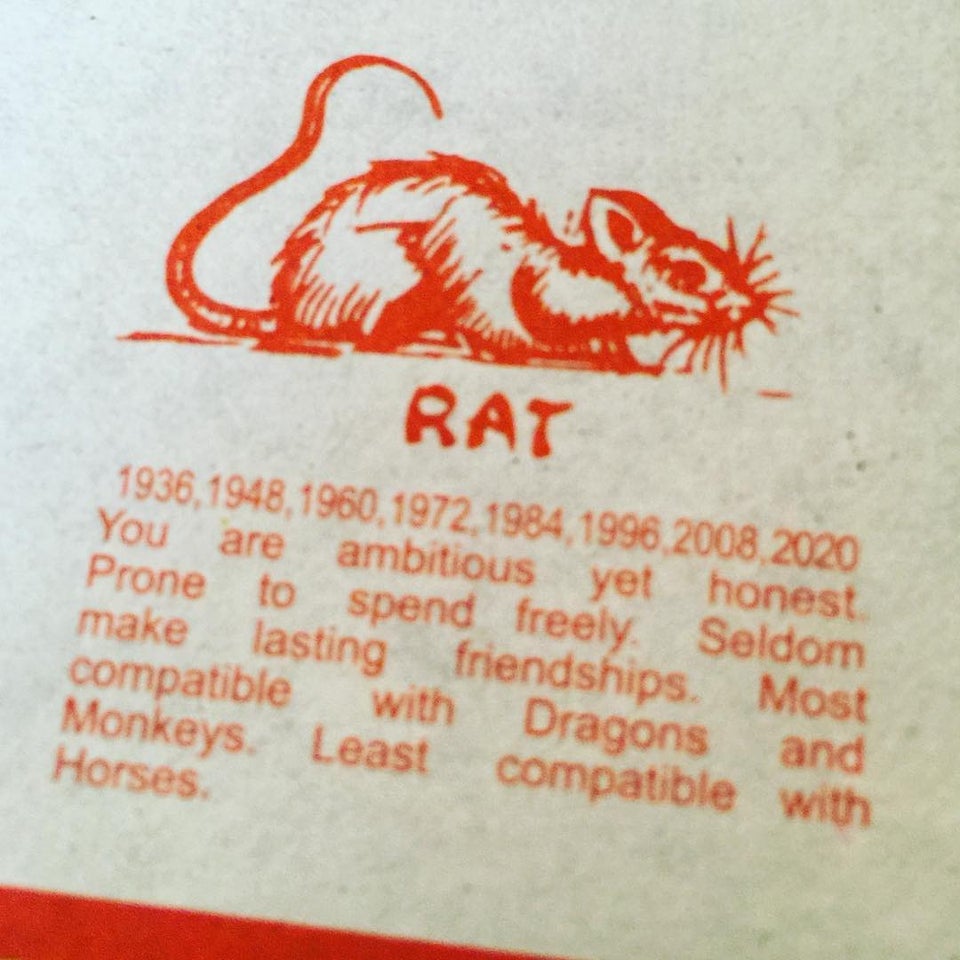 RAT
1936,1948,1960,1972,1984,1996,2008,2020
You are ambitious yet honest.
Prone to spend freely. Seldom
make lasting friendships. Most
compatible with Dragons and
Monkeys. Least compatible with
Horses.